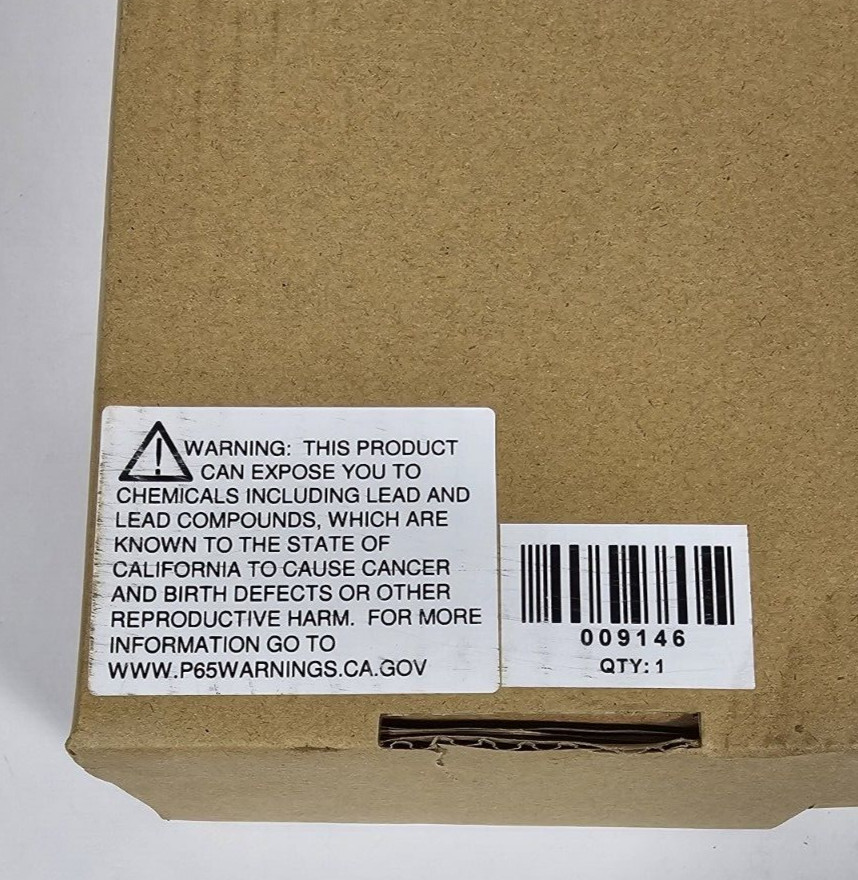 WARNING: THIS PRODUCT
CAN EXPOSE YOU TO
CHEMICALS INCLUDING LEAD AND
LEAD COMPOUNDS, WHICH ARE
KNOWN TO THE STATE OF
CALIFORNIA TO CAUSE CANCER
AND BIRTH DEFECTS OR OTHER
REPRODUCTIVE HARM. FOR MORE
INFORMATION GO TO
WWW.P65WARNINGS.CA.GOV
009146
QTY: 1